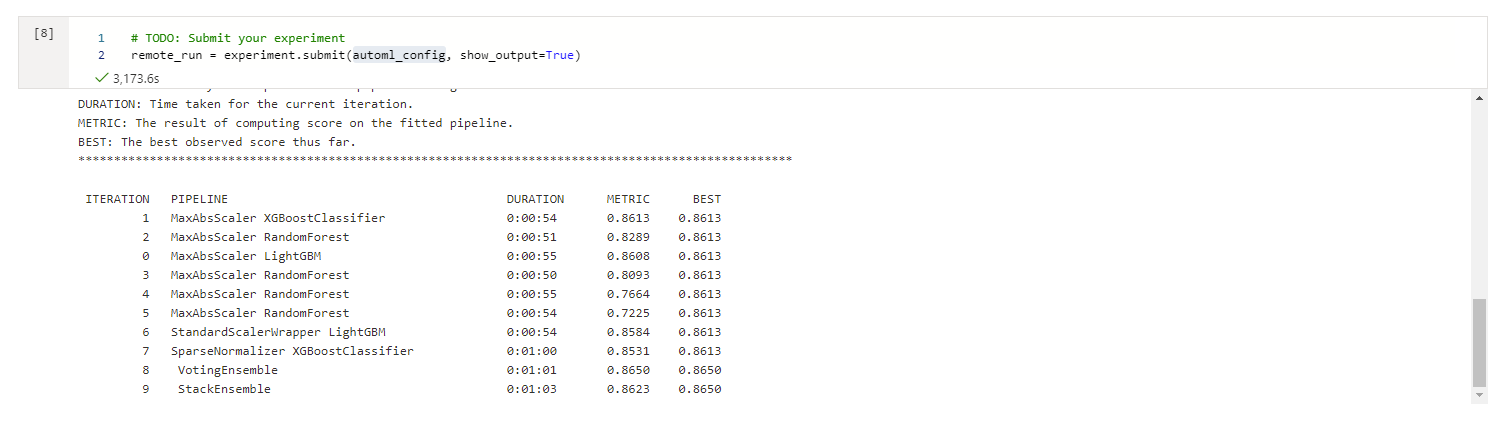 [8]
1 # TODO: Submit your experiment
2 remote_run = experiment.submit(automl_config, show_output=True)
3,173.6s
DURATION: Time taken for the current iteration.
METRIC: The result of computing score on the fitted pipeline.
BEST: The best observed score thus far.
****************************************************************************************************
ITERATION PIPELINE DURATION METRIC BEST
1 MaxAbsScaler XGBoostClassifier 0:00:54 0.8613 0.8613
2 MaxAbsScaler RandomForest 0:00:51 0.8289 0.8613
0 MaxAbsScaler LightGBM 0:00:55 0.8608 0.8613
3 MaxAbsScaler RandomForest 0:00:50 0.8093 0.8613
4 MaxAbsScaler RandomForest 0:00:55 0.7664 0.8613
5 MaxAbsScaler RandomForest 0:00:54 0.7225 0.8613
6 StandardScalerWrapper LightGBM 0:00:54 0.8584 0.8613
7 SparseNormalizer XGBoostClassifier 0:01:00 0.8531 0.8613
8 VotingEnsemble 0:01:01 0.8650 0.8650
9 StackEnsemble 0:01:03 0.8623 0.8650